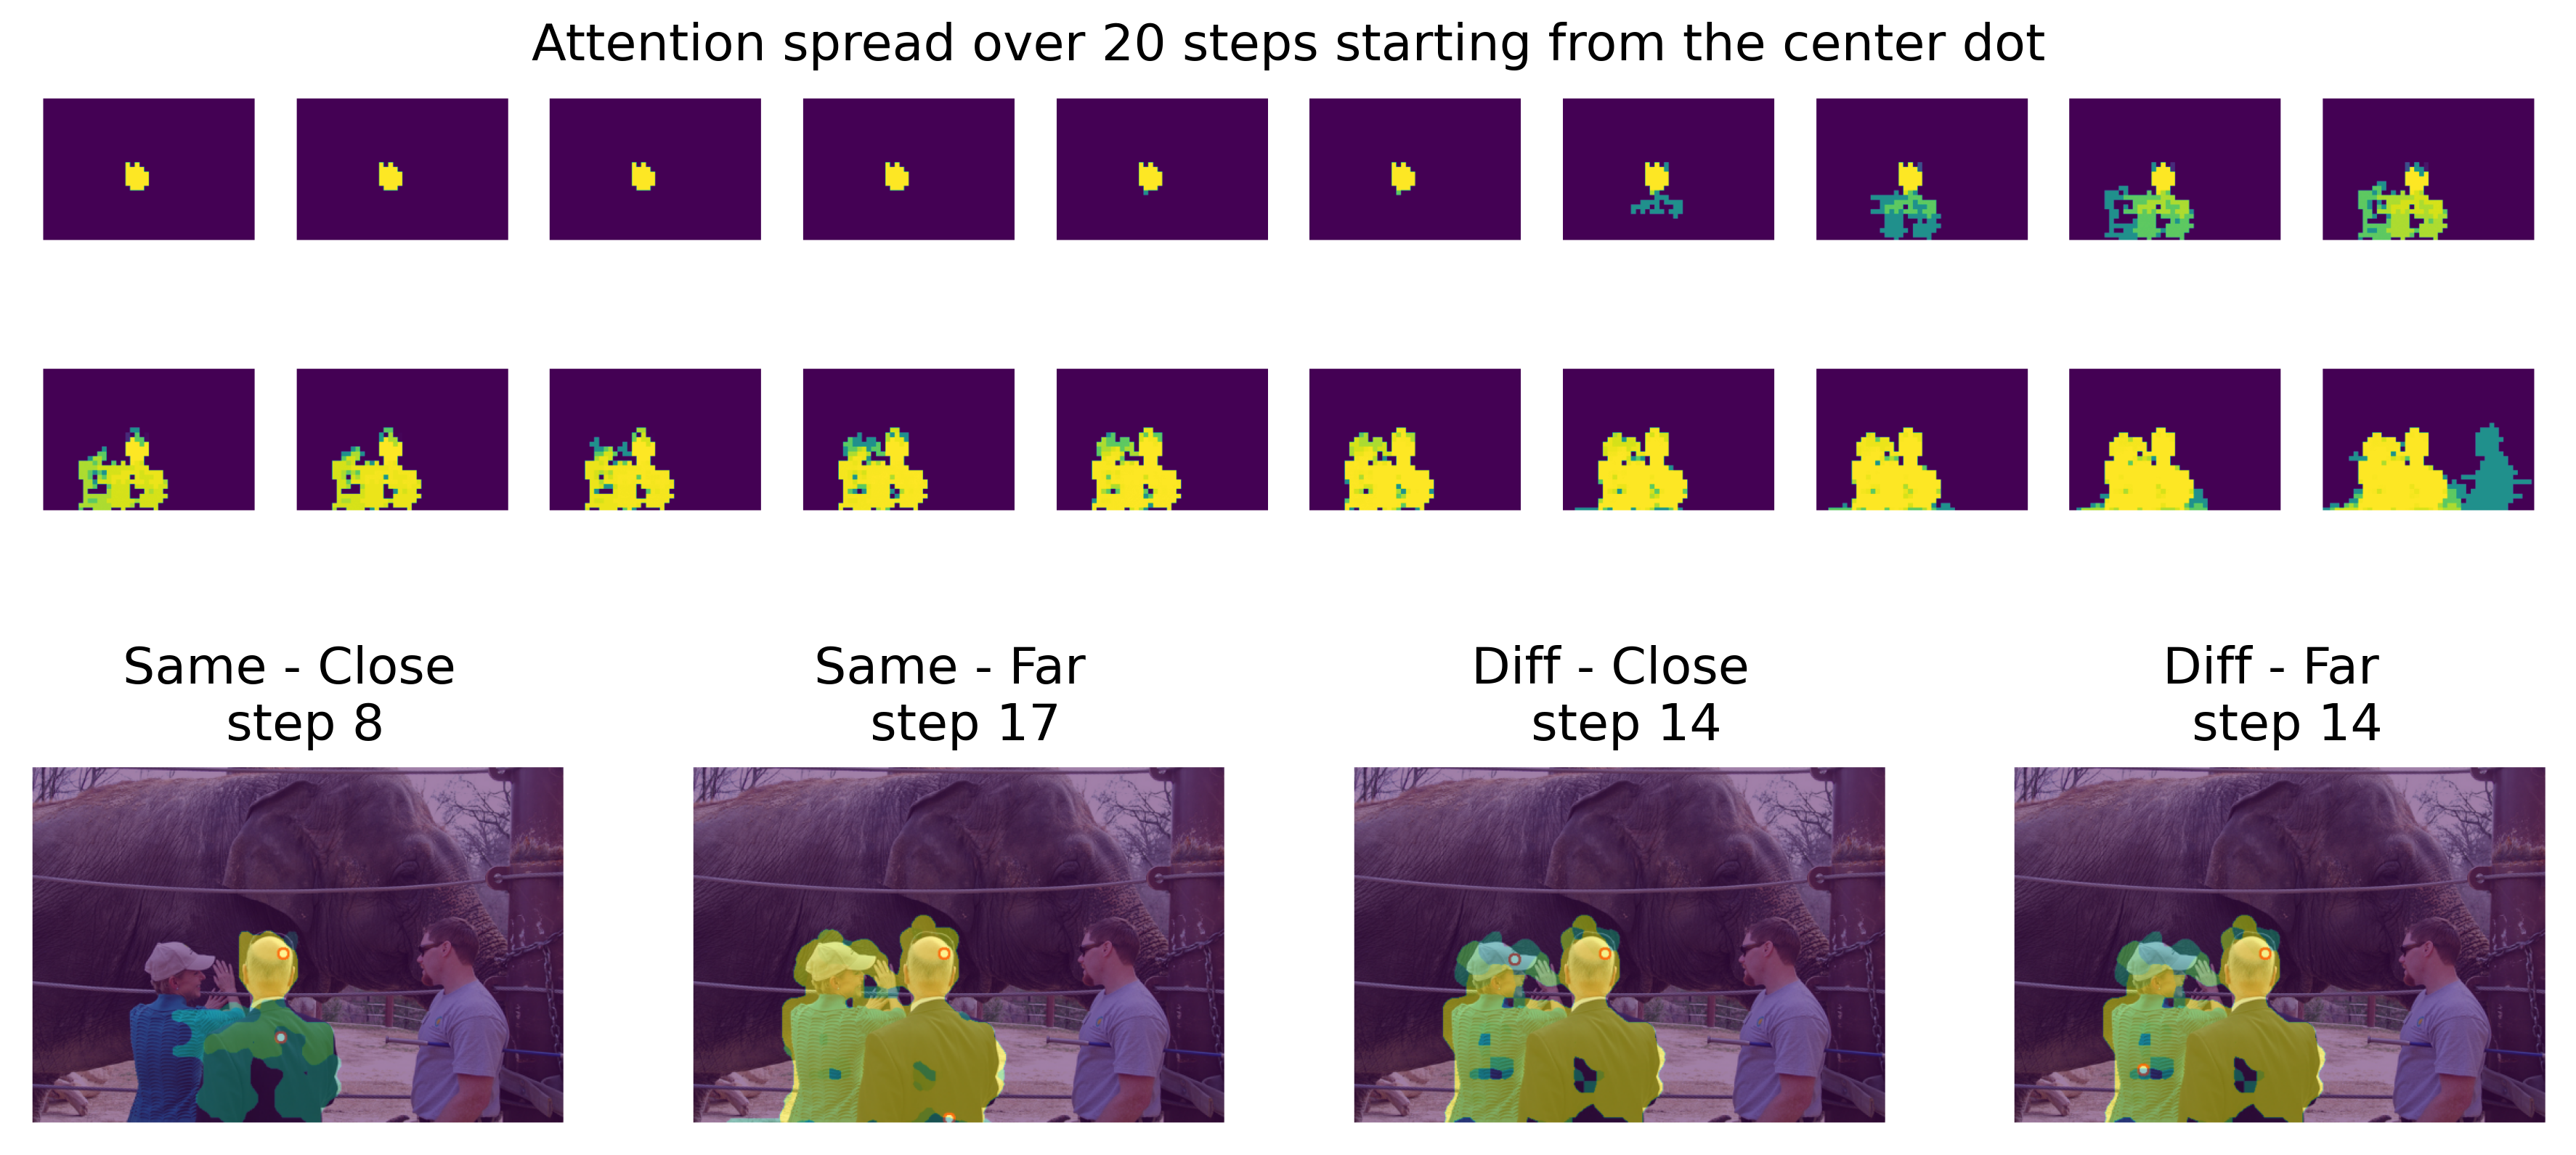 Attention spread over 20 steps starting from the center dot
Same - Close
step 8
Same - Far
step 17
Diff - Close
step 14
Diff - Far
step 14